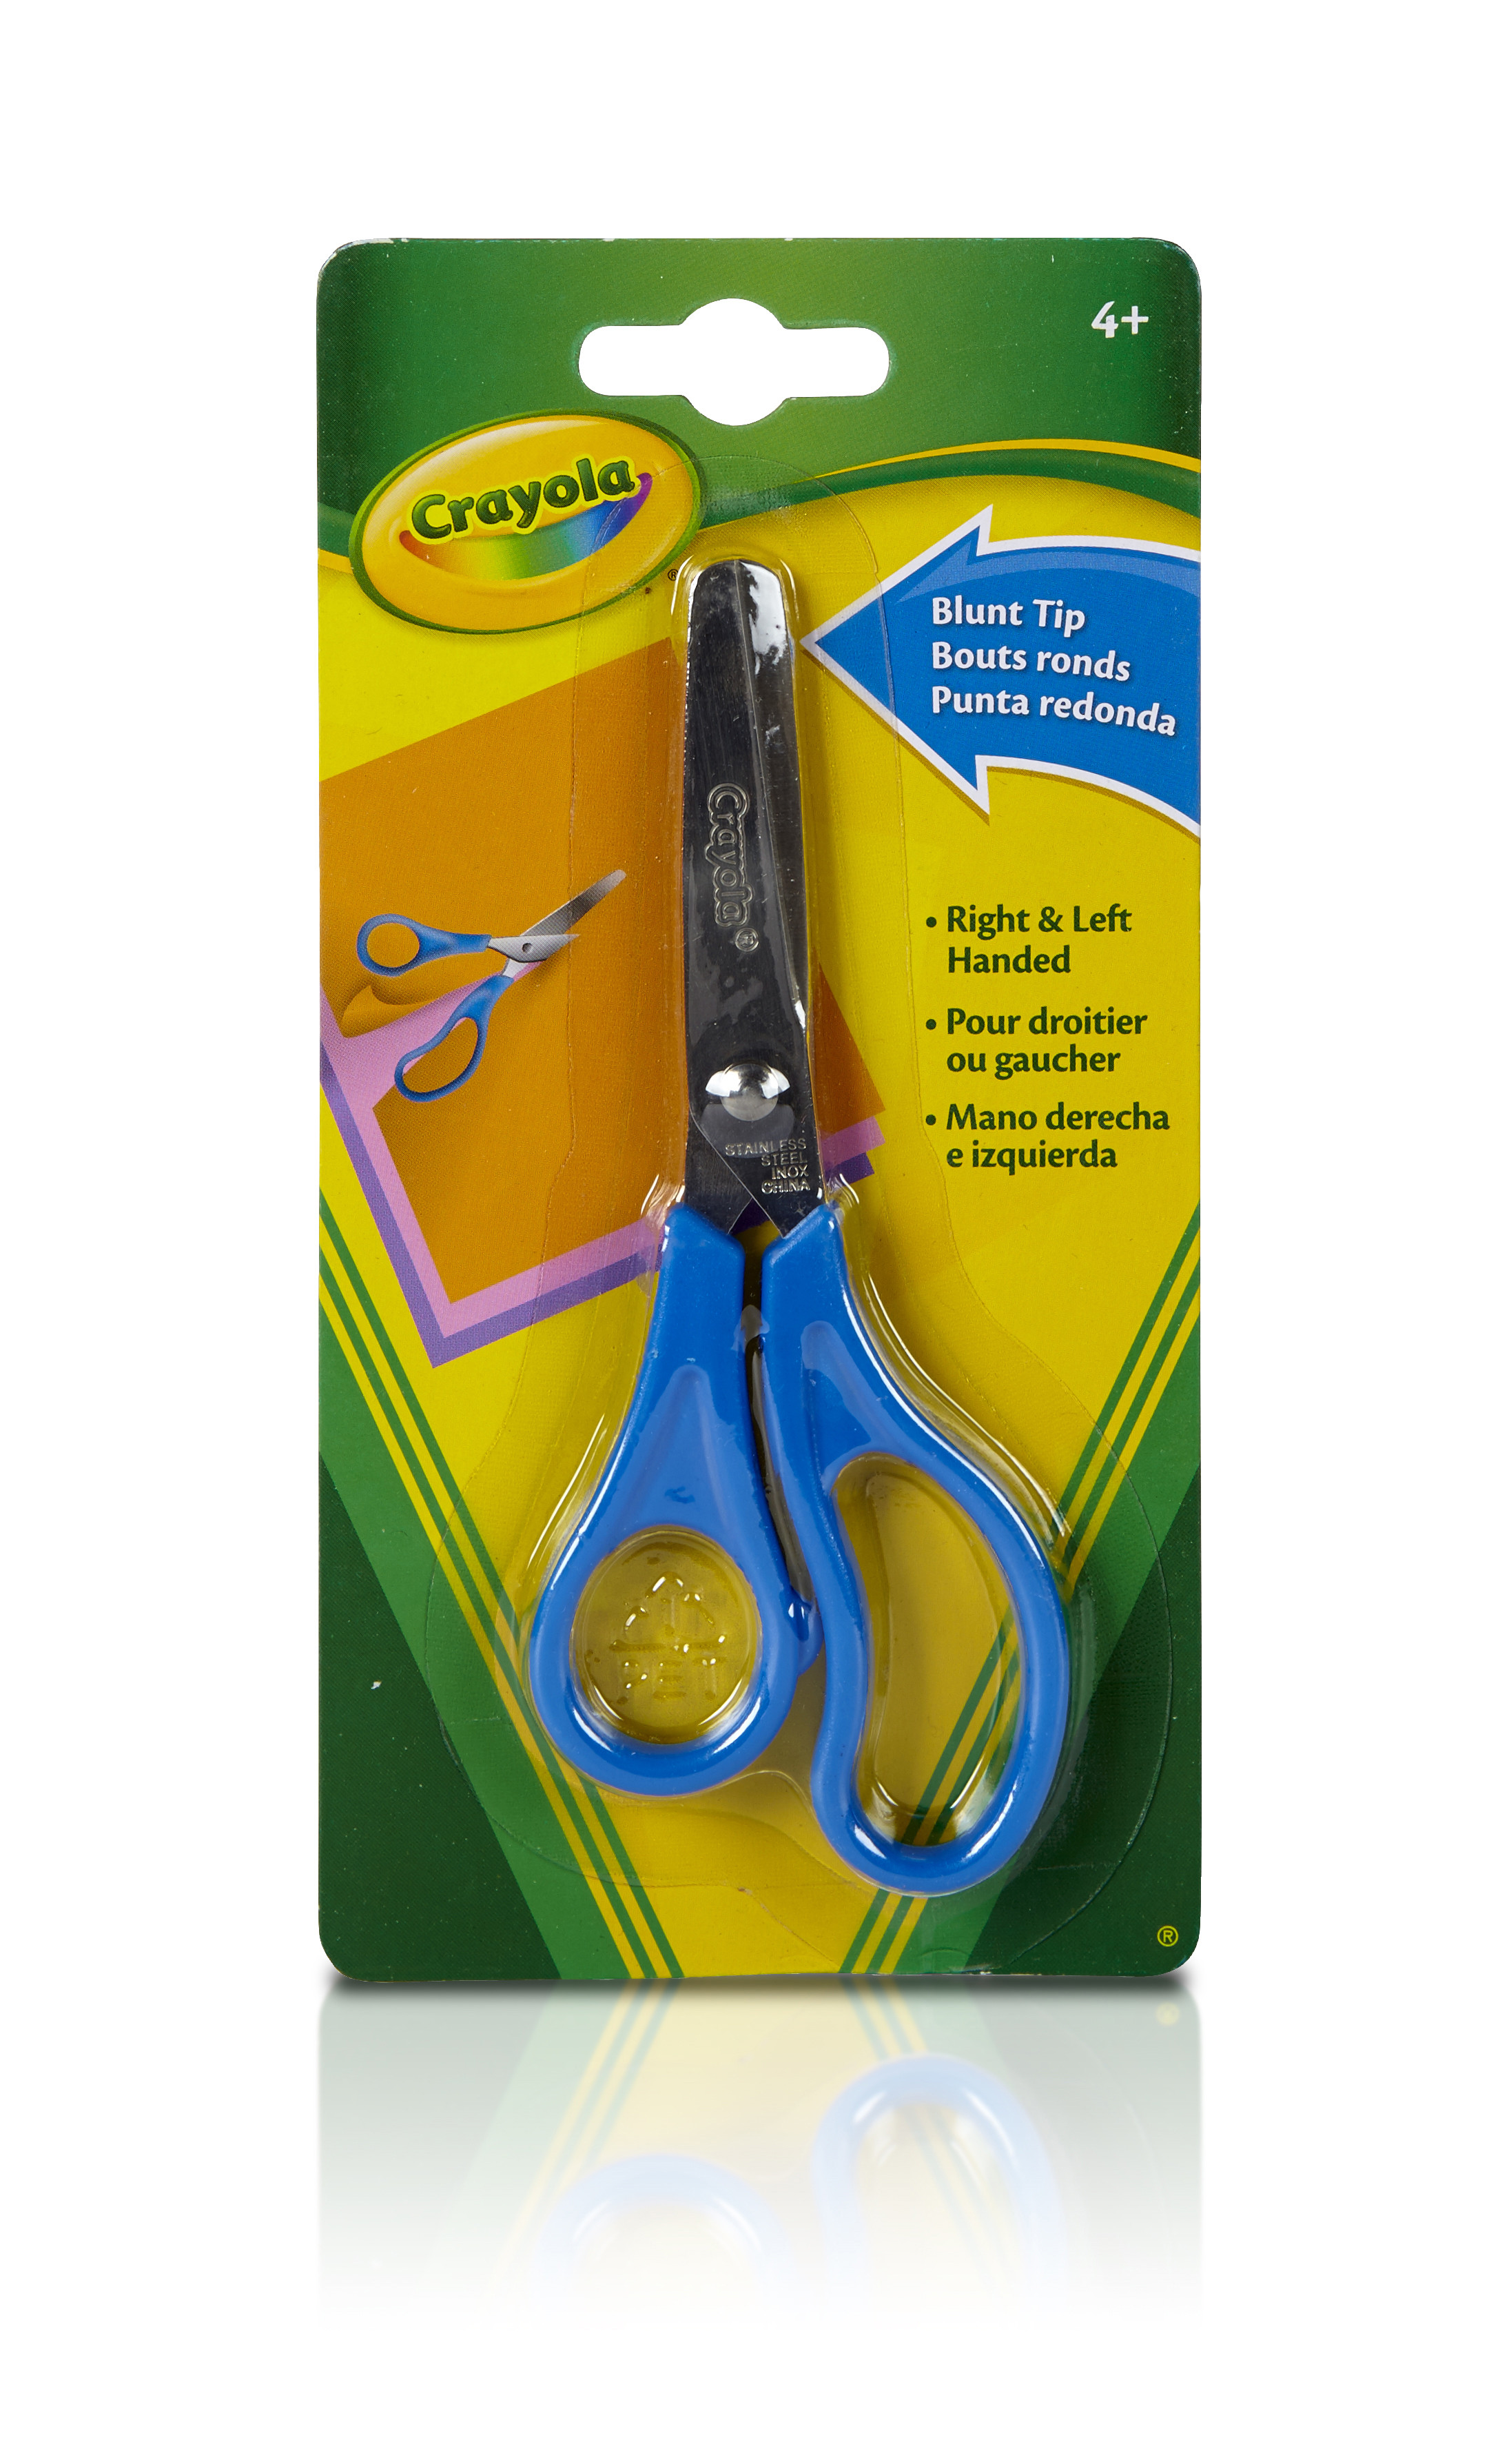 4+
Crayola
®
Blunt Tip
Bouts ronds
Punta redonda
Crayola®
• Right & Left
Handed
• Pour droitier
ou gaucher
• Mano derecha
e izquierda
STAINLESS
STEEL
INOX
CHINA
PET
®